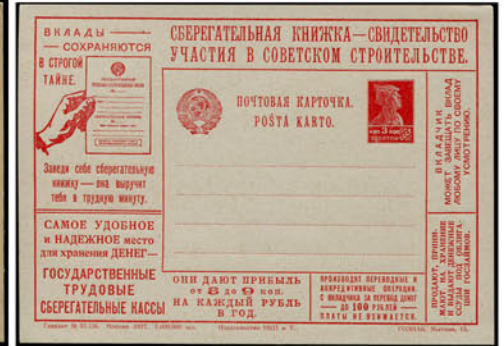 ВКЛАДЫ
— СОХРАНЯЮТСЯ
В СТРОГОЙ
ТАЙНЕ.
Заведи себе сберегательную
книжку — она выручит
тебя в трудную минуту.
САМОЕ УДОБНОЕ
и НАДЕЖНОЕ место
для хранения ДЕНЕГ—
ГОСУДАРСТВЕННЫЕ
ТРУДОВЫЕ
СБЕРЕГАТЕЛЬНЫЕ КАССЫ
СБЕРЕГАТЕЛЬНАЯ КНИЖКА—СВИДЕТЕЛЬСТВО
УЧАСТИЯ В СОВЕТСКОМ СТРОИТЕЛЬСТВЕ.
ПОЧТОВАЯ КАРТОЧКА.
POŜTA KARTO.
ВКЛАДЧИК
МОЖЕТ ЗАВЕЩАТЬ ВКЛАД
ЛЮБОМУ ЛИЦУ ПО СВОЕМУ
УСМОТРЕНИЮ.
ПРОДАЮТ, ПРИНИ-
МАЮТ НА ХРАНЕНИЕ
И ВЫДАЮТ ДЕНЕЖНЫЕ
ССУДЫ ПОД ОБЛИГА-
ЦИИ ГОСЗАЙМОВ.
ОНИ ДАЮТ ПРИБЫЛЬ
от 8 до 9 коп.
НА КАЖДЫЙ РУБЛЬ
В ГОД.
ПРОИЗВОДЯТ ПЕРЕВОДНЫЕ И
АККРЕДИТИВНЫЕ ОПЕРАЦИИ.
С ВКЛАДЧИКА ЗА ПЕРЕВОД ДЕНЕГ
— ДО 100 РУБЛЕЙ —
ПЛАТЫ НЕ ВЗИМАЕТСЯ.
Москва 1927.
Издательство НКПиТ.